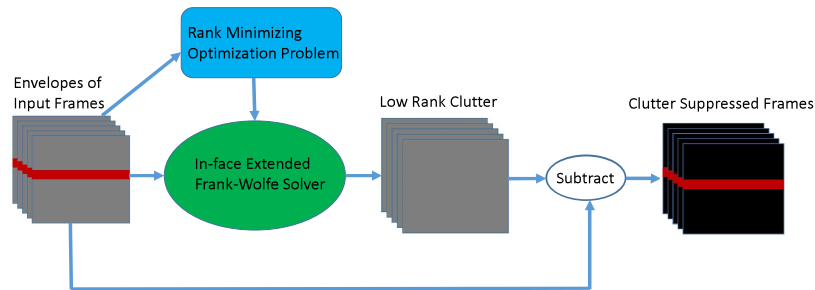 Rank Minimizing
Optimization Problem
Envelopes of
Input Frames
In-face Extended
Frank-Wolfe Solver
Low Rank Clutter
Subtract
Clutter Suppressed Frames